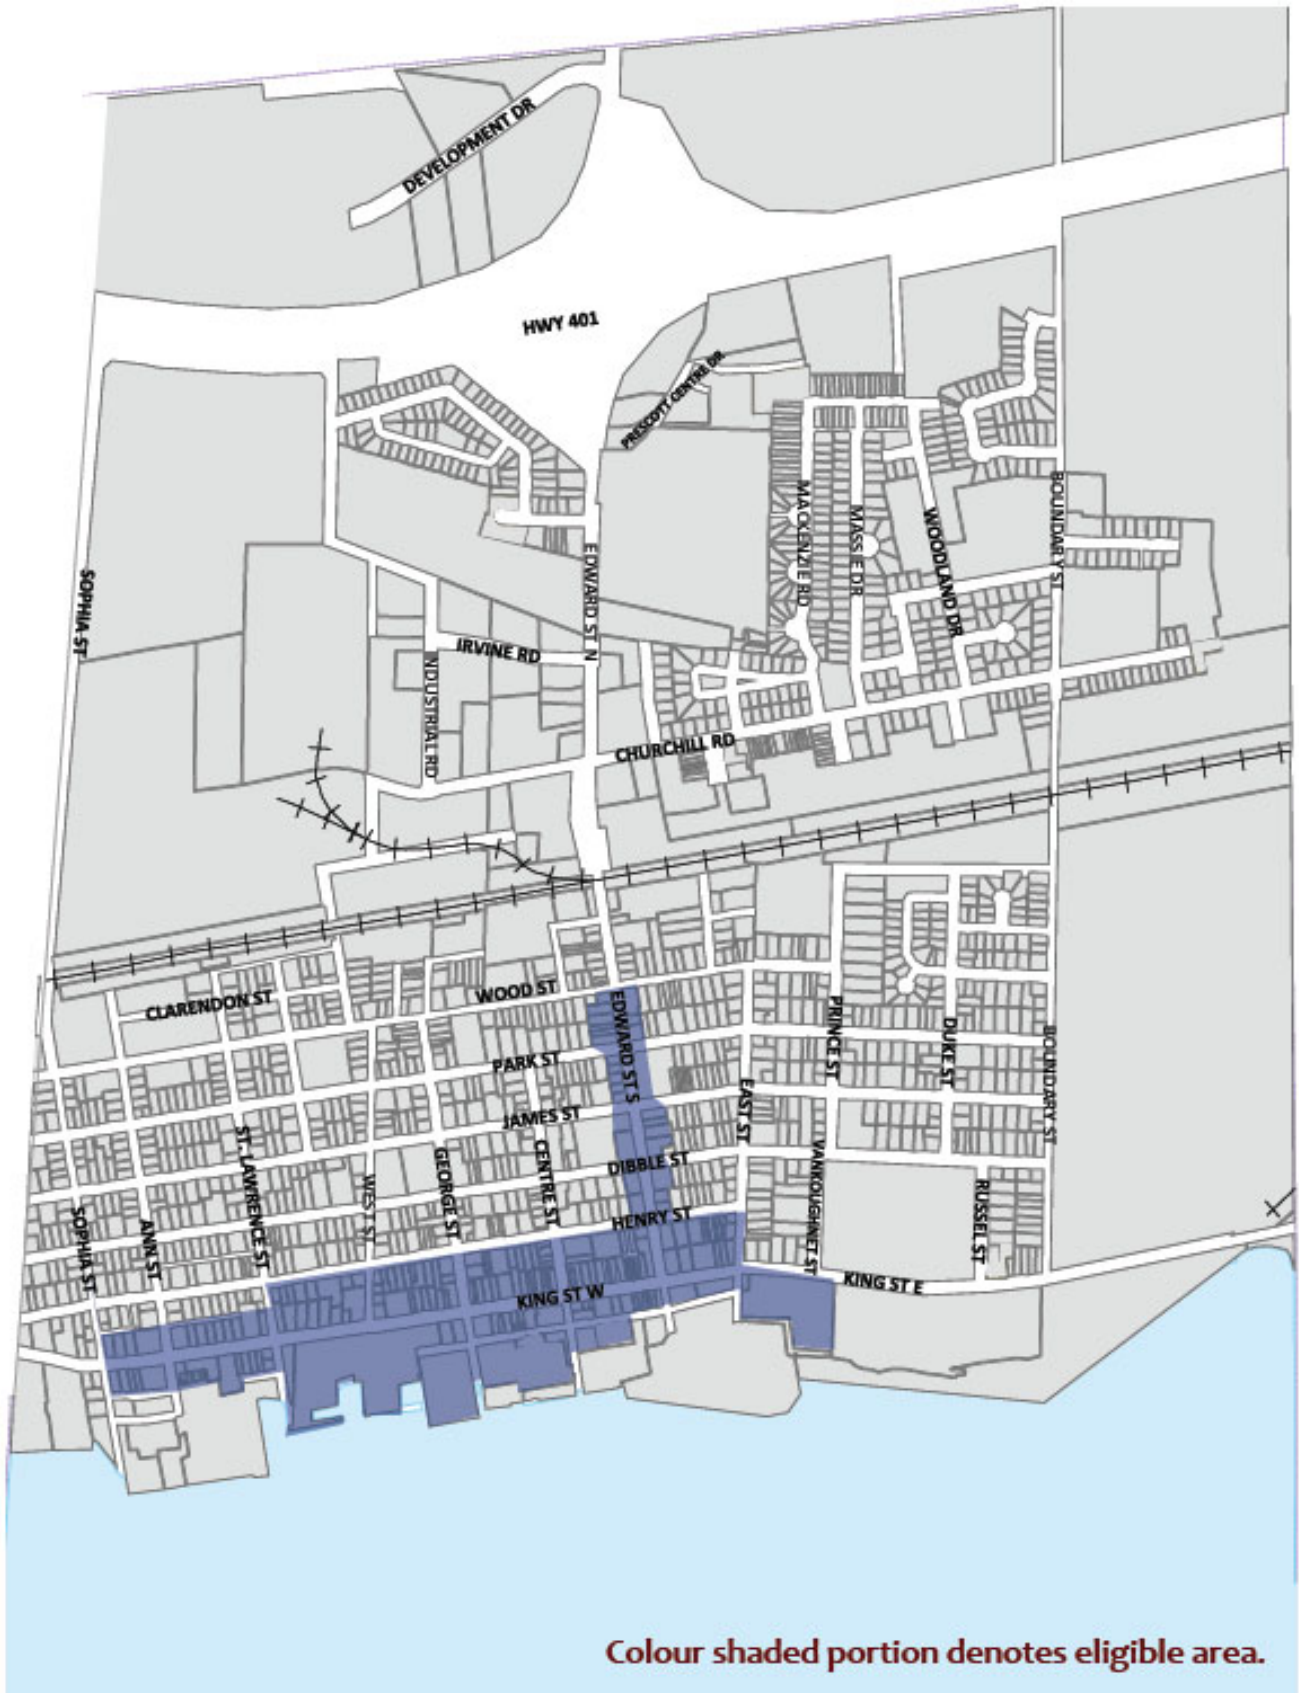 DEVELOPMENT DR
HWY 401
PRESCOTT CENTRE DR
MACKENZIE RD
MASSIE DR
WOODLAND DR
BOUNDARY ST
SOPHIA ST
EDWARD ST N
IRVINE RD
NDUSTRIAL RD
CHURCHILL RD
CLARENDON ST
WOOD ST
EDWARD ST S
PRINCE ST
DUKE ST
BOUNDARY ST
PARK ST
EAST ST
JAMES ST
ST. LAWRENCE ST
GEORGE ST
CENTRE ST
DIBBLE ST
VANKOUGHNET ST
WEST ST
RUSSEL ST
SOPHIA ST
ANN ST
HENRY ST
KING ST E
KING ST W
Colour shaded portion denotes eligible area.